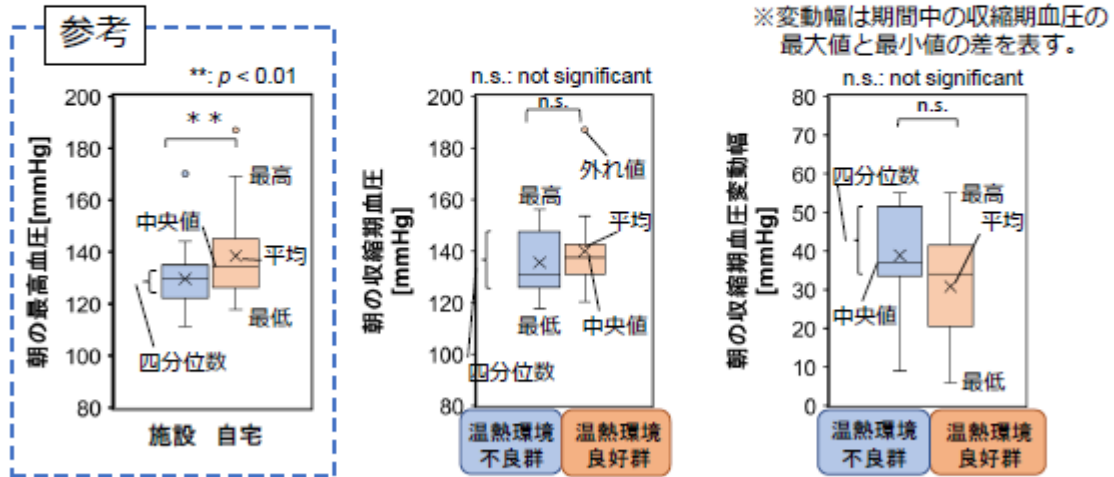 参考
**: p < 0.01
朝の最高血圧[mmHg]
200
180
160
140
120
100
80
＊＊
最高
中央値
平均
最低
四分位数
施設 自宅
n.s.: not significant
朝の収縮期血圧
[mmHg]
200
180
160
140
120
100
80
n.s.
外れ値
最高
平均
最低
中央値
四分位数
温熱環境
不良群
温熱環境
良好群
※変動幅は期間中の収縮期血圧の
最大値と最小値の差を表す。
n.s.: not significant
朝の収縮期血圧変動幅
[mmHg]
80
70
60
50
40
30
20
10
0
n.s.
四分位数
最高
平均
中央値
最低
温熱環境
不良群
温熱環境
良好群